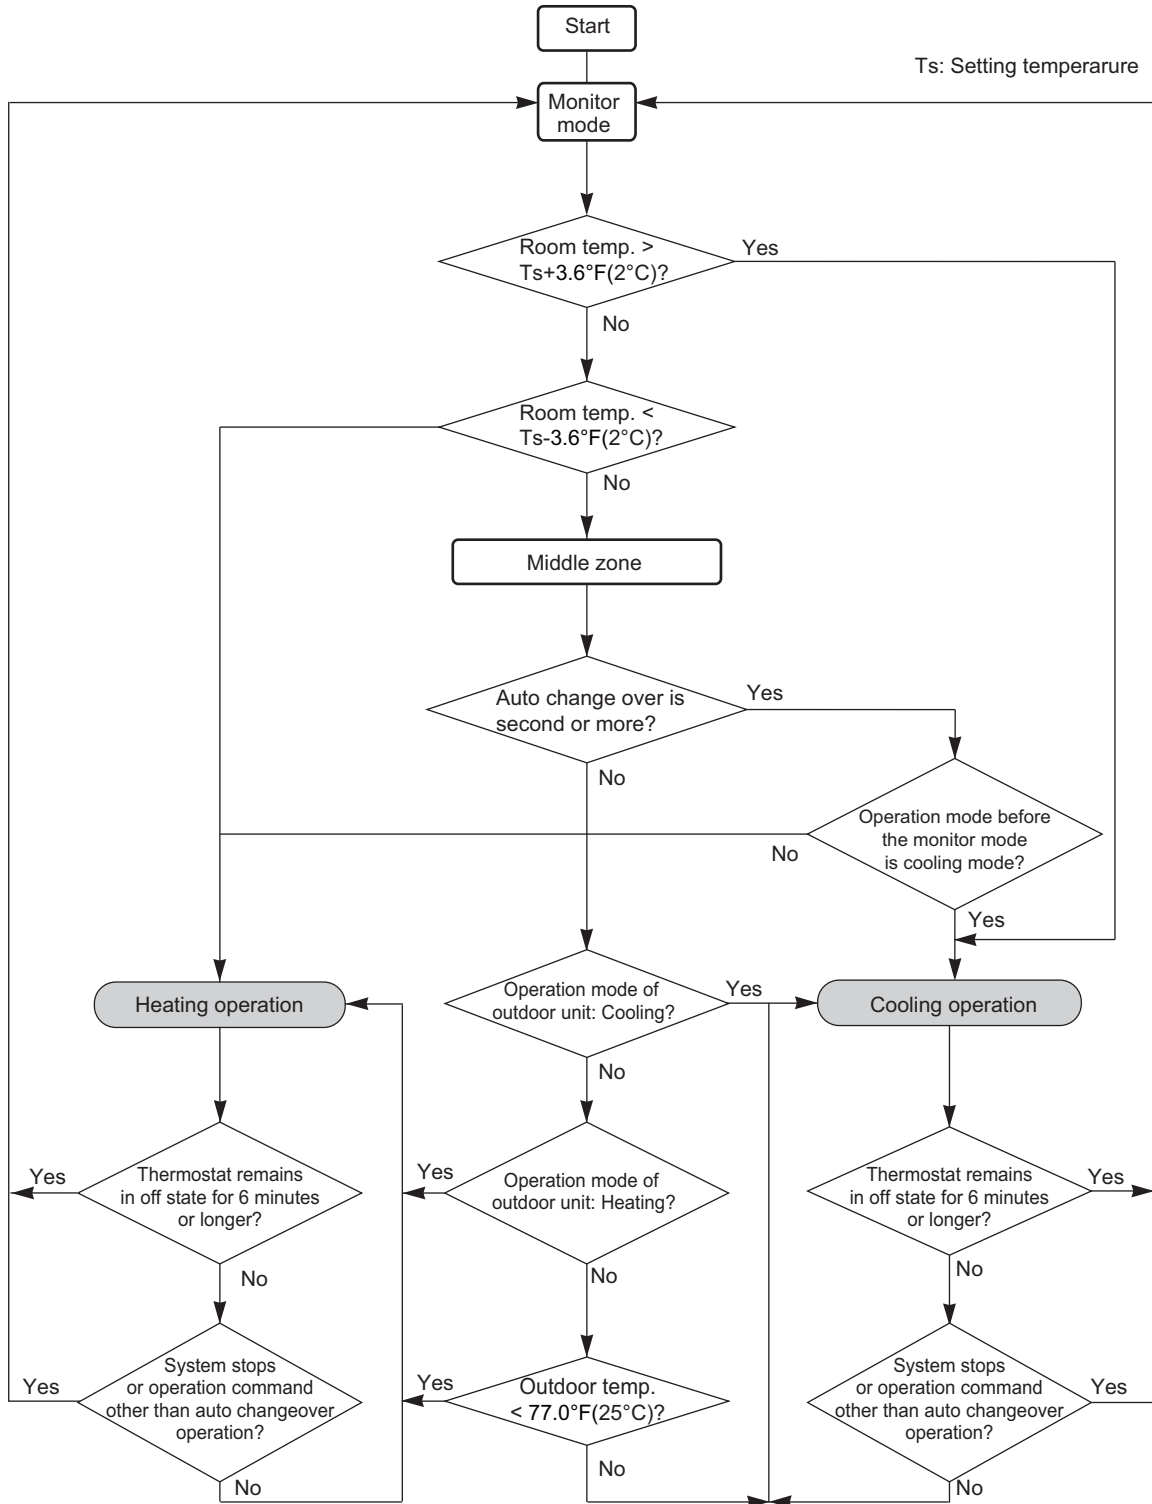 Start
Ts: Setting temperarure
Monitor
mode
Room temp. >
Ts+3.6°F(2°C)?
Yes
No
Room temp. <
Ts-3.6°F(2°C)?
No
Middle zone
Auto change over is
second or more?
Yes
No
Operation mode before
the monitor mode
is cooling mode?
No
Yes
Heating operation
Operation mode of
outdoor unit: Cooling?
Yes
Cooling operation
No
Yes
Thermostat remains
in off state for 6 minutes
or longer?
Yes
Operation mode of
outdoor unit: Heating?
Thermostat remains
in off state for 6 minutes
or longer?
Yes
No
No
No
Yes
System stops
or operation command
other than auto changeover
operation?
Yes
Outdoor temp.
< 77.0°F(25°C)?
System stops
or operation command
other than auto changeover
operation?
Yes
No
No
No